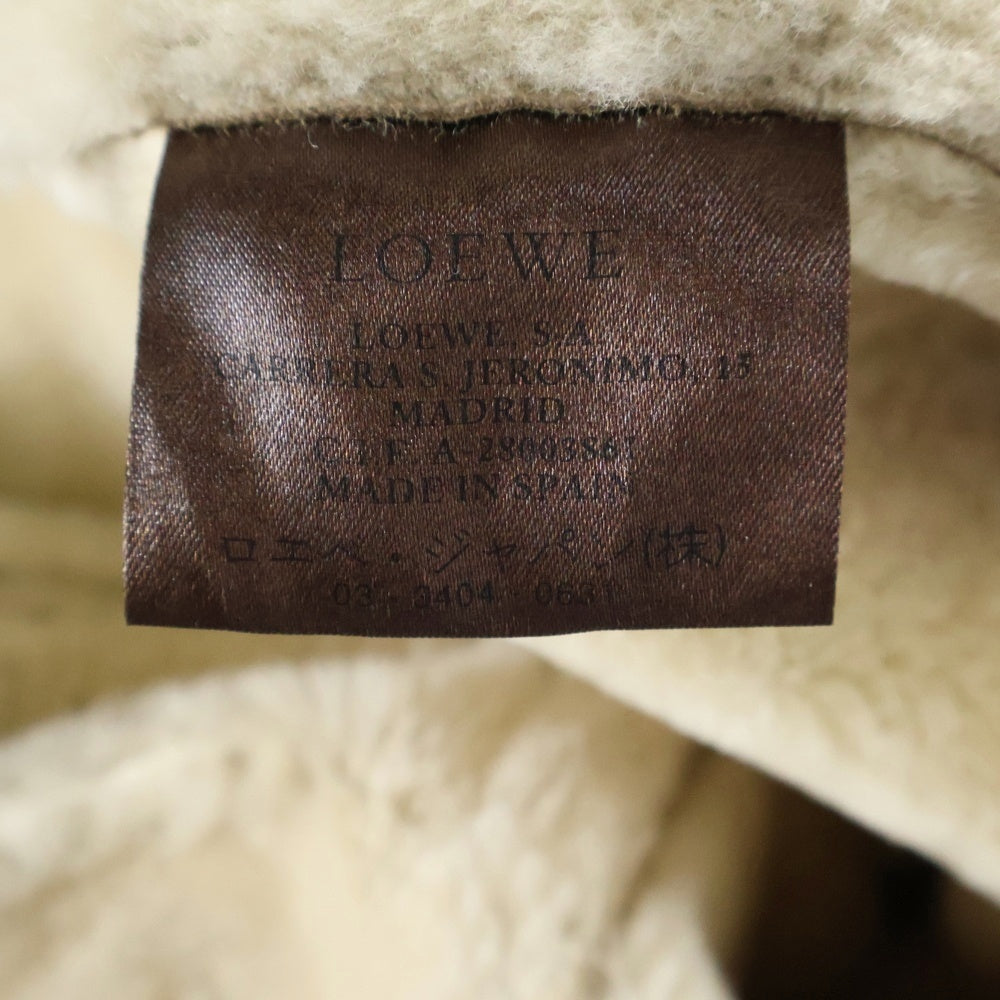 LOEWE
LOEWE, S.A
CARRERA S. JERONIMO, 15
MADRID
C.I.F. A-28003861
MADE IN SPAIN
ロエベ・ジャパン(株)
03-3404-0631